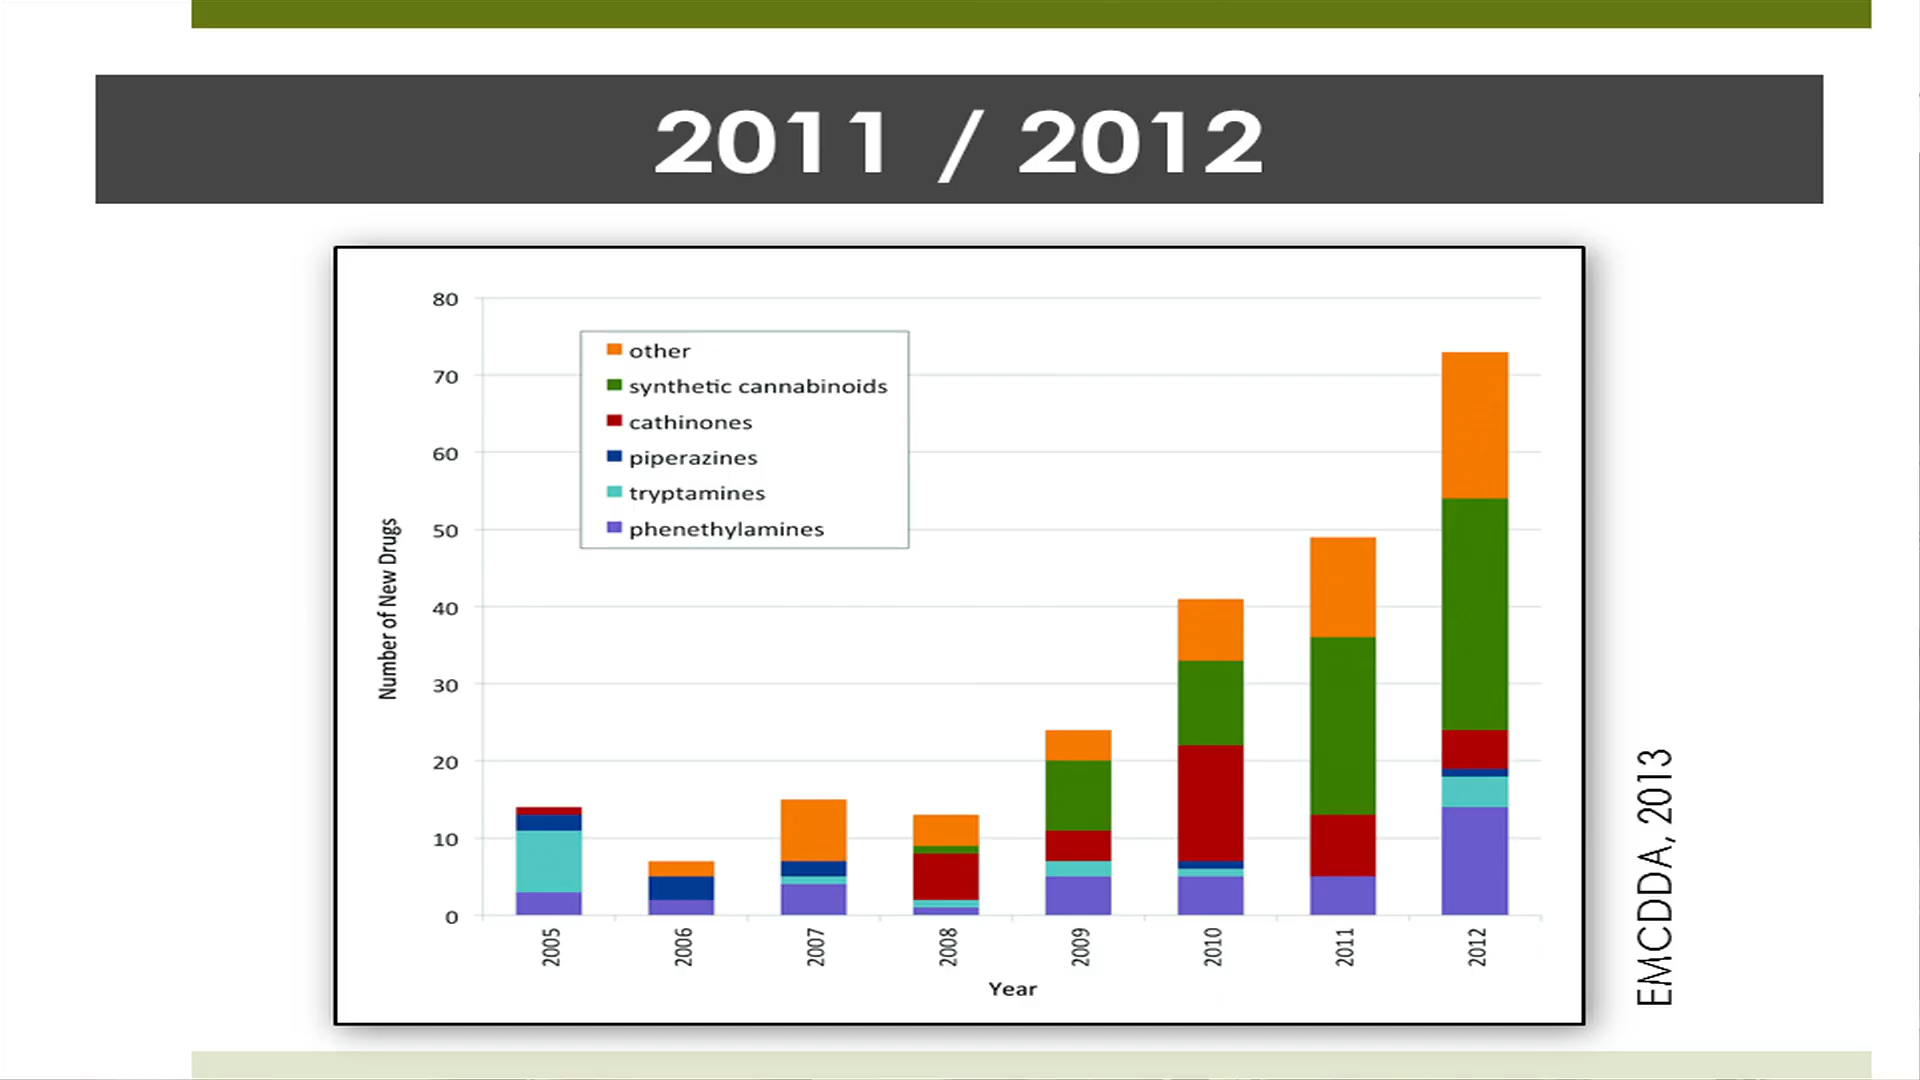 2011 / 2012
80
70
60
50
40
30
20
10
0
Number of New Drugs
other
synthetic cannabinoids
cathinones
piperazines
tryptamines
phenethylamines
2005
2006
2007
2008
2009
2010
2011
2012
Year
EMCDDA, 2013